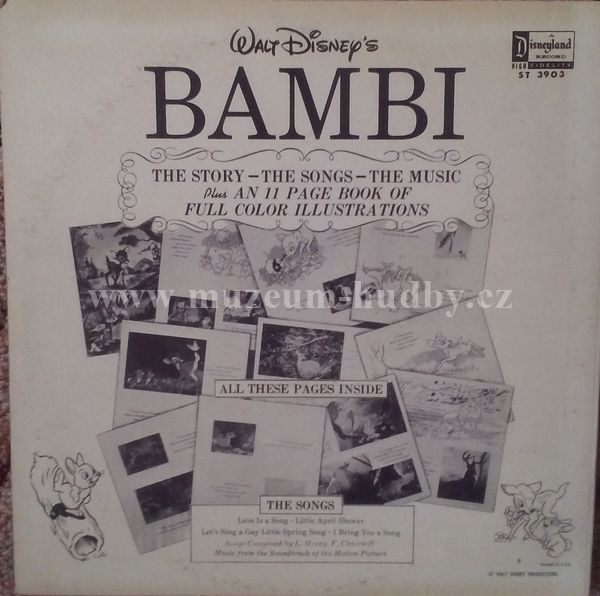 WALT DISNEY'S
BAMBI
Disneyland
RECORD
HIGH FIDELITY
ST 3903
THE STORY – THE SONGS – THE MUSIC
Plus AN 11 PAGE BOOK OF
FULL COLOR ILLUSTRATIONS
www.muzeum-hudby.cz
ALL THESE PAGES INSIDE
THE SONGS
Love Is a Song · Little April Shower
Let's Sing a Gay Little Spring Song · I Bring You a Song
Songs Composed by L. Morey, F. Churchill
Music from the Soundtrack of the Motion Picture
© WALT DISNEY PRODUCTIONS